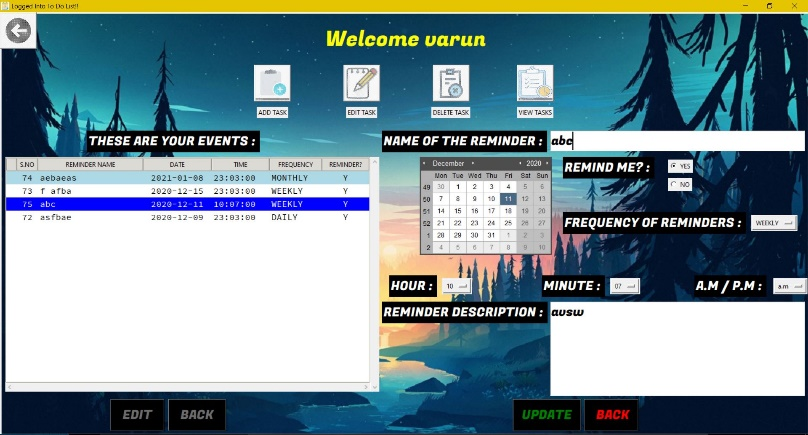 Logged Into To Do List!!
Welcome varun
ADD TASK
EDIT TASK
DELETE TASK
VIEW TASKS
THESE ARE YOUR EVENTS :
S.NO REMINDER NAME DATE TIME FREQUENCY REMINDER?
74 aebaeas 2021-01-08 23:03:00 MONTHLY Y
73 f afba 2020-12-15 23:03:00 WEEKLY Y
75 abc 2020-12-11 10:07:00 WEEKLY Y
72 asfbae 2020-12-09 23:03:00 DAILY Y
EDIT BACK
NAME OF THE REMINDER : abc
December 2020
Mon Tue Wed Thu Fri Sat Sun
49 30 1 2 3 4 5 6
50 7 8 9 10 11 12 13
51 14 15 16 17 18 19 20
52 21 22 23 24 25 26 27
1 28 29 30 31 1 2 3
2 4 5 6 7 8 9 10
REMIND ME? :
YES
NO
FREQUENCY OF REMINDERS : WEEKLY
HOUR : 10
MINUTE : 07
A.M / P.M : a.m
REMINDER DESCRIPTION : avsw
UPDATE BACK